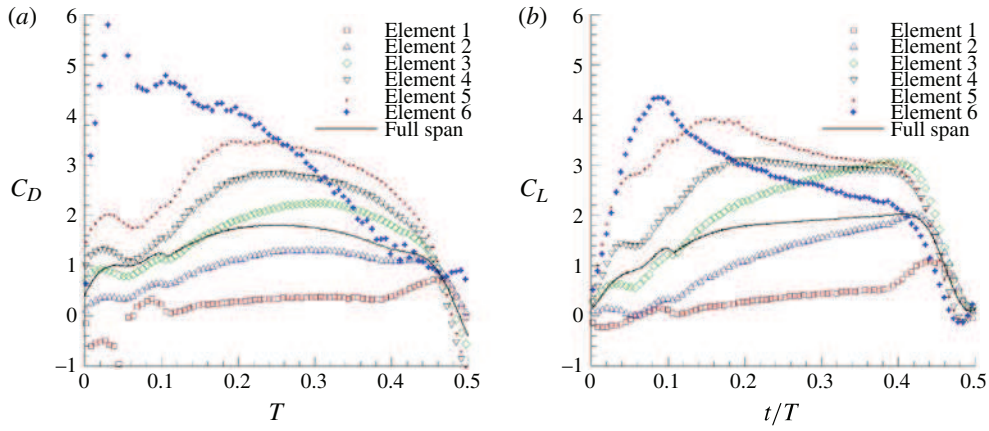 (a)
6
5
4
3
2
1
0
−1
C_D
0
0.1
0.2
0.3
0.4
0.5
T
Element 1
Element 2
Element 3
Element 4
Element 5
Element 6
Full span
(b)
6
5
4
3
2
1
0
−1
C_L
0
0.1
0.2
0.3
0.4
0.5
t/T
Element 1
Element 2
Element 3
Element 4
Element 5
Element 6
Full span